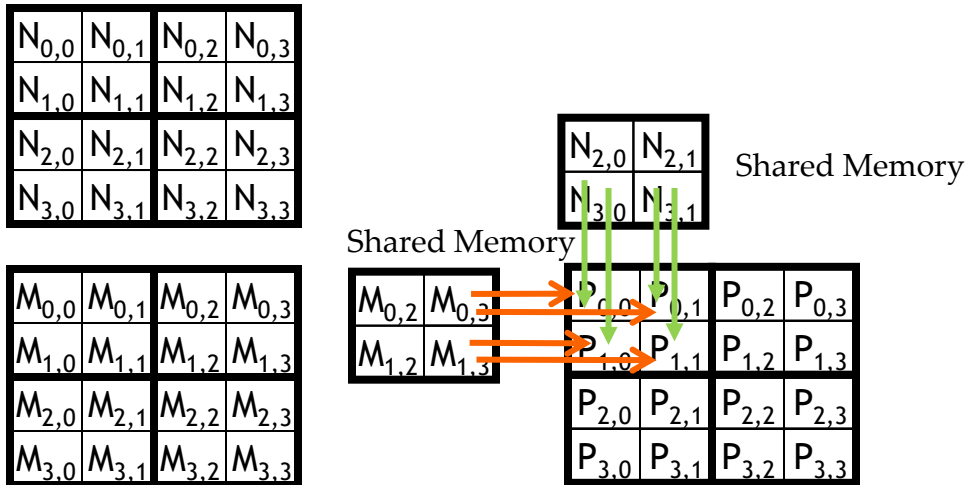 N0,0 N0,1 N0,2 N0,3
N1,0 N1,1 N1,2 N1,3
N2,0 N2,1 N2,2 N2,3
N3,0 N3,1 N3,2 N3,3
N2,0 N2,1
N3,0 N3,1
Shared Memory
Shared Memory
M0,0 M0,1 M0,2 M0,3
M1,0 M1,1 M1,2 M1,3
M2,0 M2,1 M2,2 M2,3
M3,0 M3,1 M3,2 M3,3
M0,2 M0,3
M1,2 M1,3
P0,0 P0,1 P0,2 P0,3
P1,0 P1,1 P1,2 P1,3
P2,0 P2,1 P2,2 P2,3
P3,0 P3,1 P3,2 P3,3